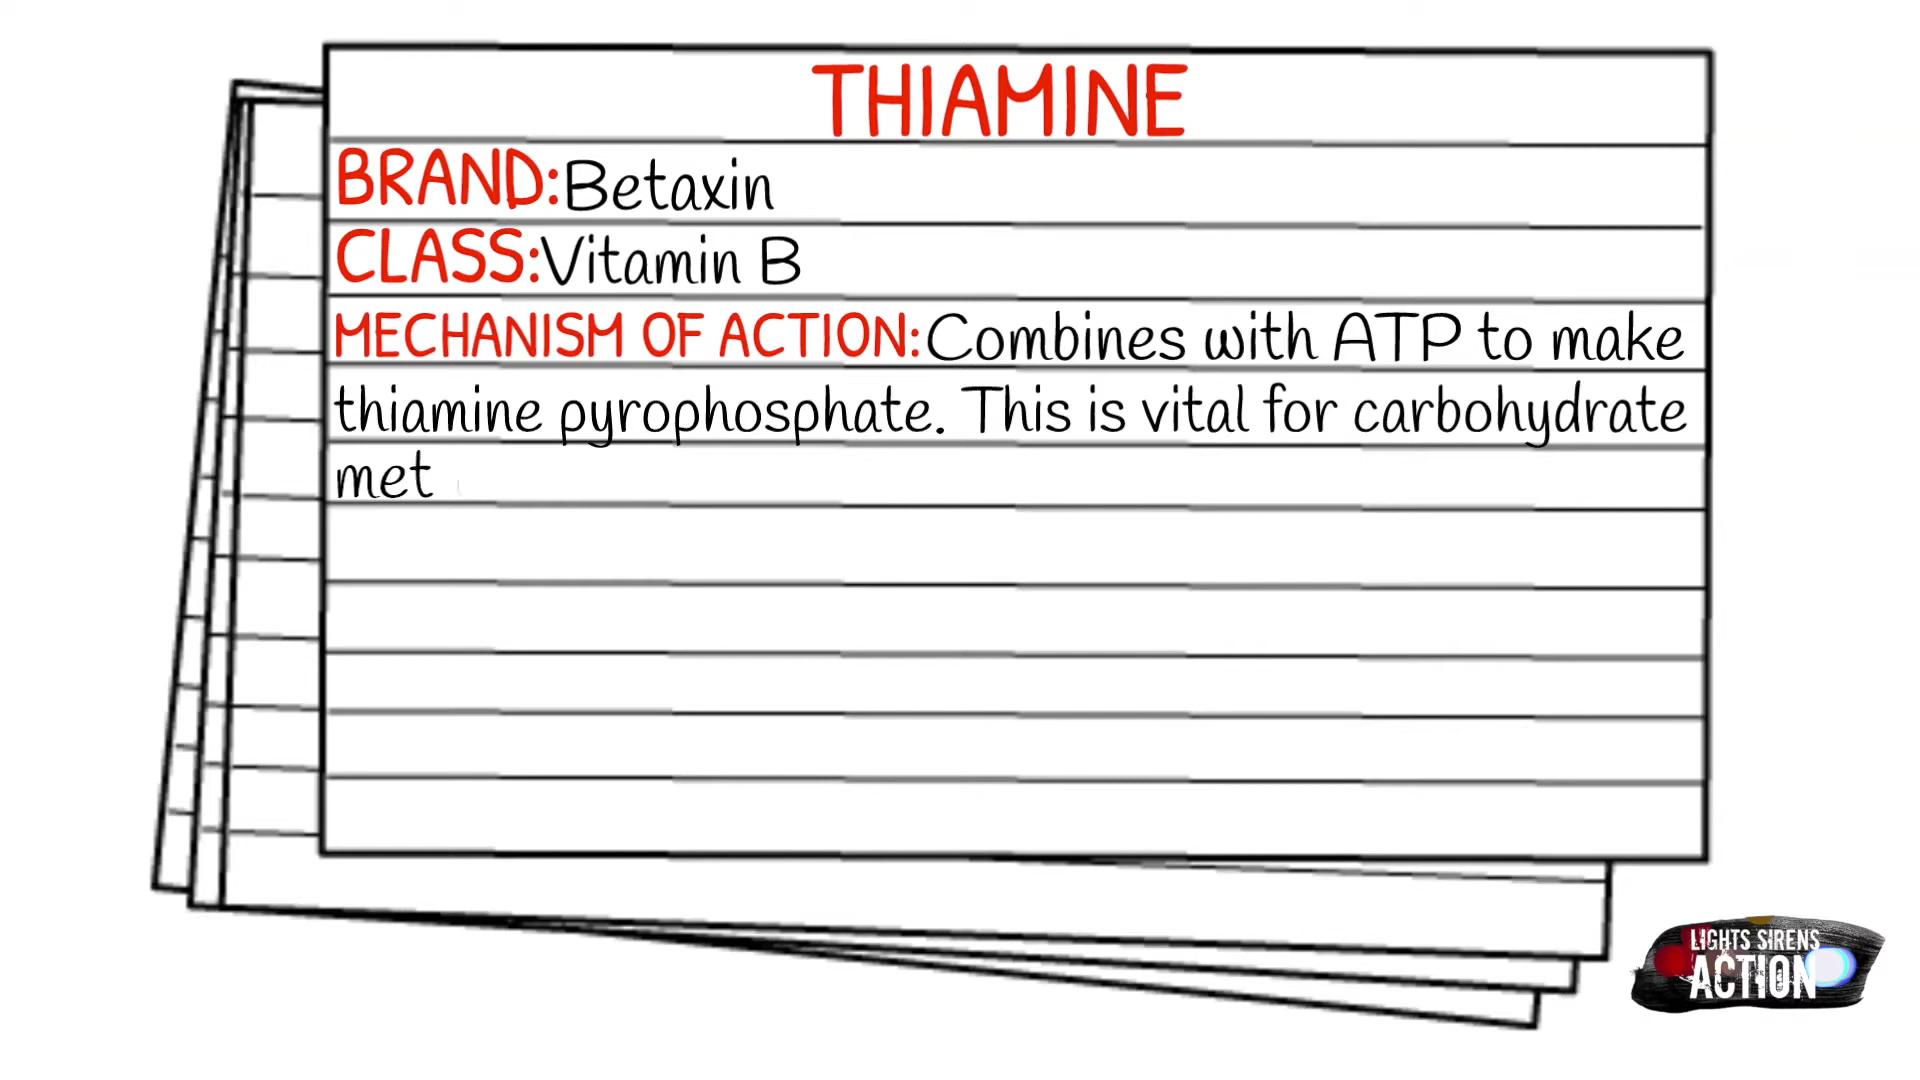 THIAMINE
BRAND:Betaxin
CLASS:Vitamin B
MECHANISM OF ACTION:Combines with ATP to make
thiamine pyrophosphate. This is vital for carbohydrate
met
LIGHTS SIRENS
ACTION